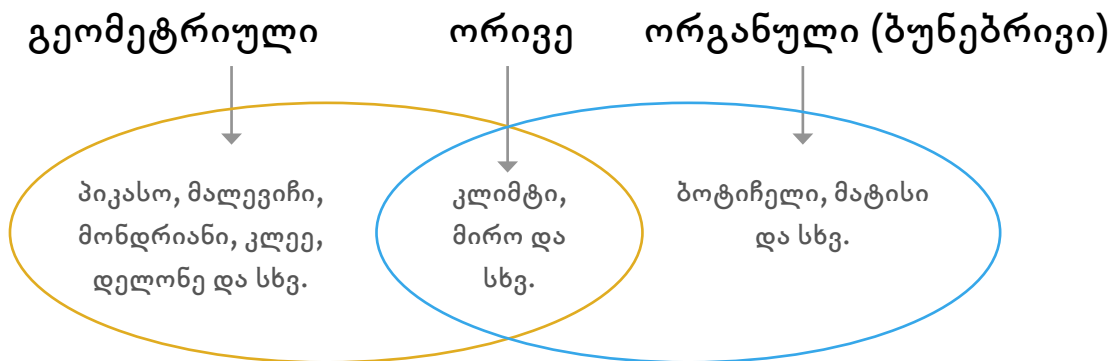 გეომეტრიული ორივე ორგანული (ბუნებრივი)
პიკასო, მალევიჩი,
მონდრიანი, კლეე,
დელონე და სხვ.
კლიმტი,
მირო და
სხვ.
ბოტიჩელი, მატისი
და სხვ.